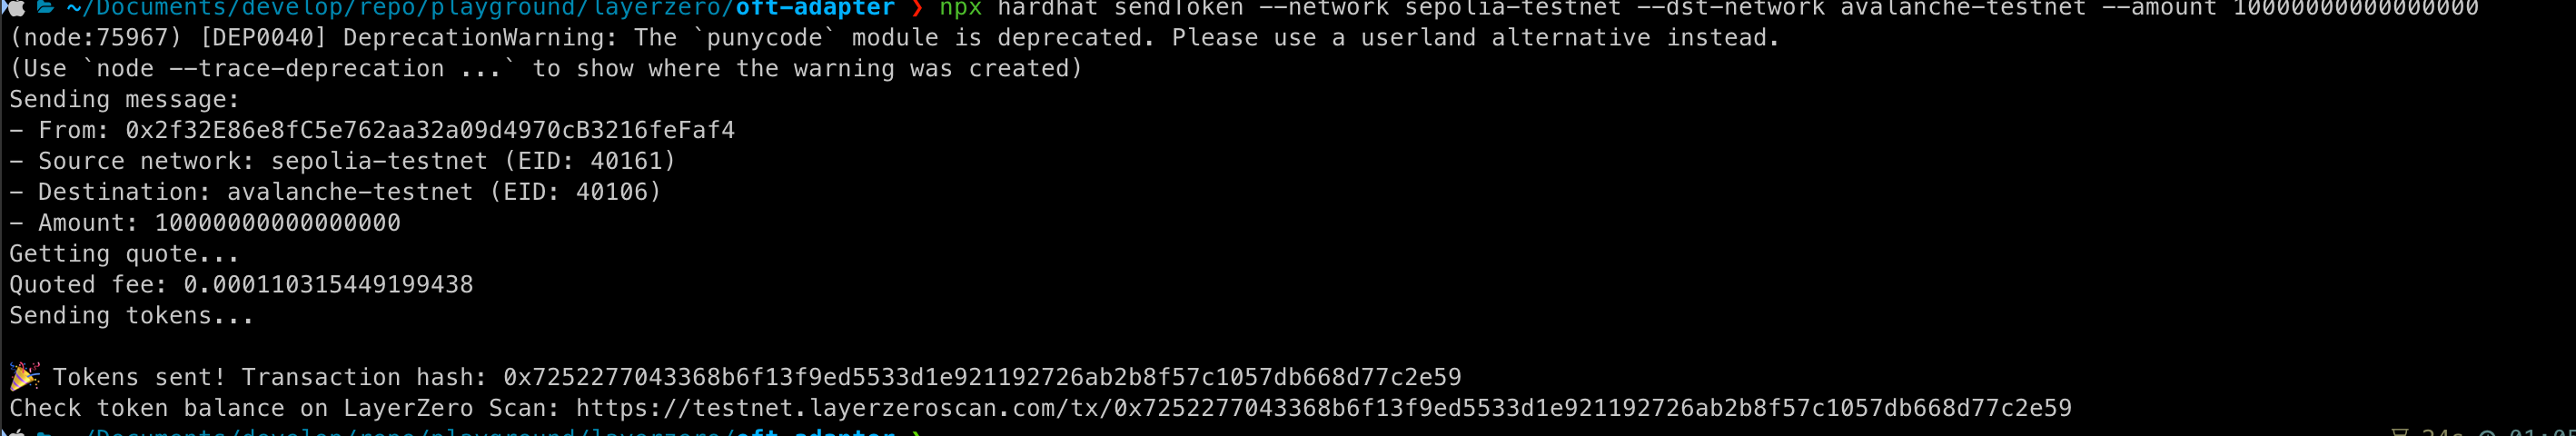 ~/Documents/develop/repo/playground/layerzero/oft-adapter ❯ npx hardhat sendToken --network sepolia-testnet --dst-network avalanche-testnet --amount 10000000000000000
(node:75967) [DEP0040] DeprecationWarning: The `punycode` module is deprecated. Please use a userland alternative instead.
(Use `node --trace-deprecation ...` to show where the warning was created)
Sending message:
- From: 0x2f32E86e8fC5e762aa32a09d4970cB3216feFaf4
- Source network: sepolia-testnet (EID: 40161)
- Destination: avalanche-testnet (EID: 40106)
- Amount: 10000000000000000
Getting quote...
Quoted fee: 0.000110315449199438
Sending tokens...
🎉 Tokens sent! Transaction hash: 0x7252277043368b6f13f9ed5533d1e921192726ab2b8f57c1057db668d77c2e59
Check token balance on LayerZero Scan: https://testnet.layerzeroscan.com/tx/0x7252277043368b6f13f9ed5533d1e921192726ab2b8f57c1057db668d77c2e59
~/Documents/develop/repo/playground/layerzero/oft-adapter ❯